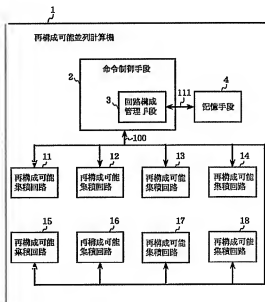 1
再構成可能並列計算機
命令制御手段
2
3
回路構成
管理手段
111
4
記憶手段
100
11
12
13
14
再構成可能
集積回路
再構成可能
集積回路
再構成可能
集積回路
再構成可能
集積回路
15
16
17
18
再構成可能
集積回路
再構成可能
集積回路
再構成可能
集積回路
再構成可能
集積回路